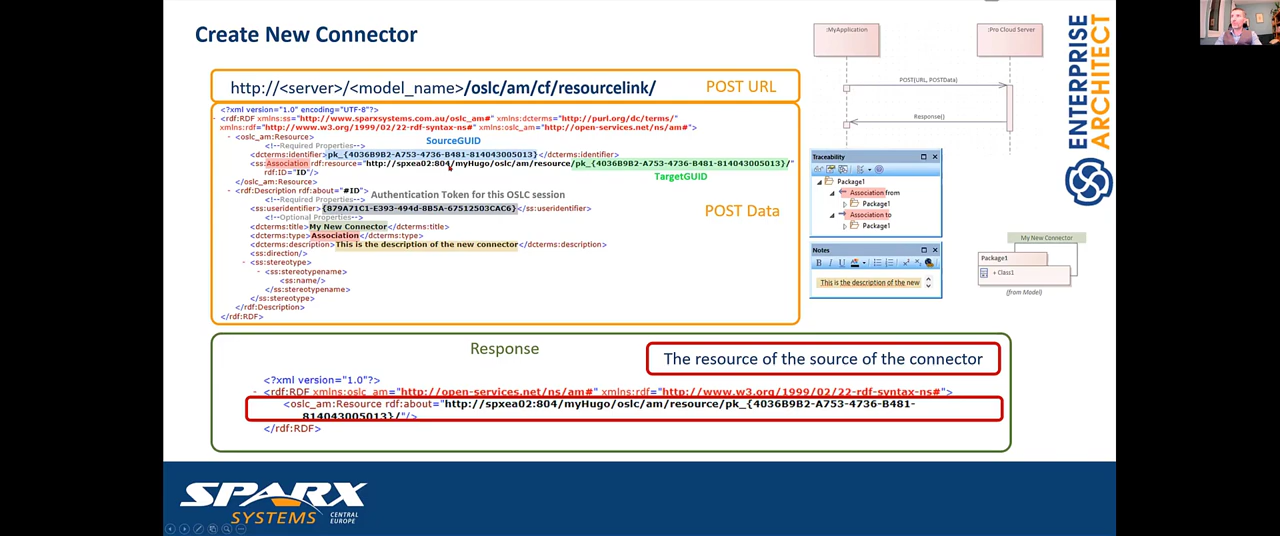 Create New Connector
http://<server>/<model_name>/oslc/am/cf/resourcelink/
POST URL
<?xml version="1.0" encoding="UTF-8"?>
- <rdf:RDF xmlns:ss="http://www.sparxsystems.com.au/oslc_am#" xmlns:dcterms="http://purl.org/dc/terms/"
xmlns:rdf="http://www.w3.org/1999/02/22-rdf-syntax-ns#" xmlns:oslc_am="http://open-services.net/ns/am#">
- <oslc_am:Resource>
<!--Required Properties-->
SourceGUID
<dcterms:identifier>pk_{4036B9B2-A753-4736-B481-814043005013}</dcterms:identifier>
<ss:Association rdf:resource="http://spxea02:804/myHugo/oslc/am/resource/pk_{4036B9B2-A753-4736-B481-814043005013}/"
rdf:ID="ID"/>
TargetGUID
</oslc_am:Resource>
- <rdf:Description rdf:about="#ID">
Authentication Token for this OSLC session
<!--Required Properties-->
<ss:useridentifier>{879A71C1-E393-494d-8B5A-67512503CAC6}</ss:useridentifier>
POST Data
<!--Optional Properties-->
<dcterms:title>My New Connector</dcterms:title>
<dcterms:type>Association</dcterms:type>
<dcterms:description>This is the description of the new connector</dcterms:description>
<ss:direction/>
- <ss:stereotype>
- <ss:stereotypename>
<ss:name/>
</ss:stereotypename>
</ss:stereotype>
</rdf:Description>
</rdf:RDF>
:MyApplication
:Pro Cloud Server
POST(URL, POSTData)
Response()
Traceability
Package1
Association from
Package1
Association to
Package1
Notes
B I U A
This is the description of the new
My New Connector
Package1
+ Class1
(from Model)
ENTERPRISE
ARCHITECT
Response
The resource of the source of the connector
<?xml version="1.0"?>
- <rdf:RDF xmlns:oslc_am="http://open-services.net/ns/am#" xmlns:rdf="http://www.w3.org/1999/02/22-rdf-syntax-ns#">
<oslc_am:Resource rdf:about="http://spxea02:804/myHugo/oslc/am/resource/pk_{4036B9B2-A753-4736-B481-
814043005013}/"/>
</rdf:RDF>
SPARX
SYSTEMS
CENTRAL
EUROPE